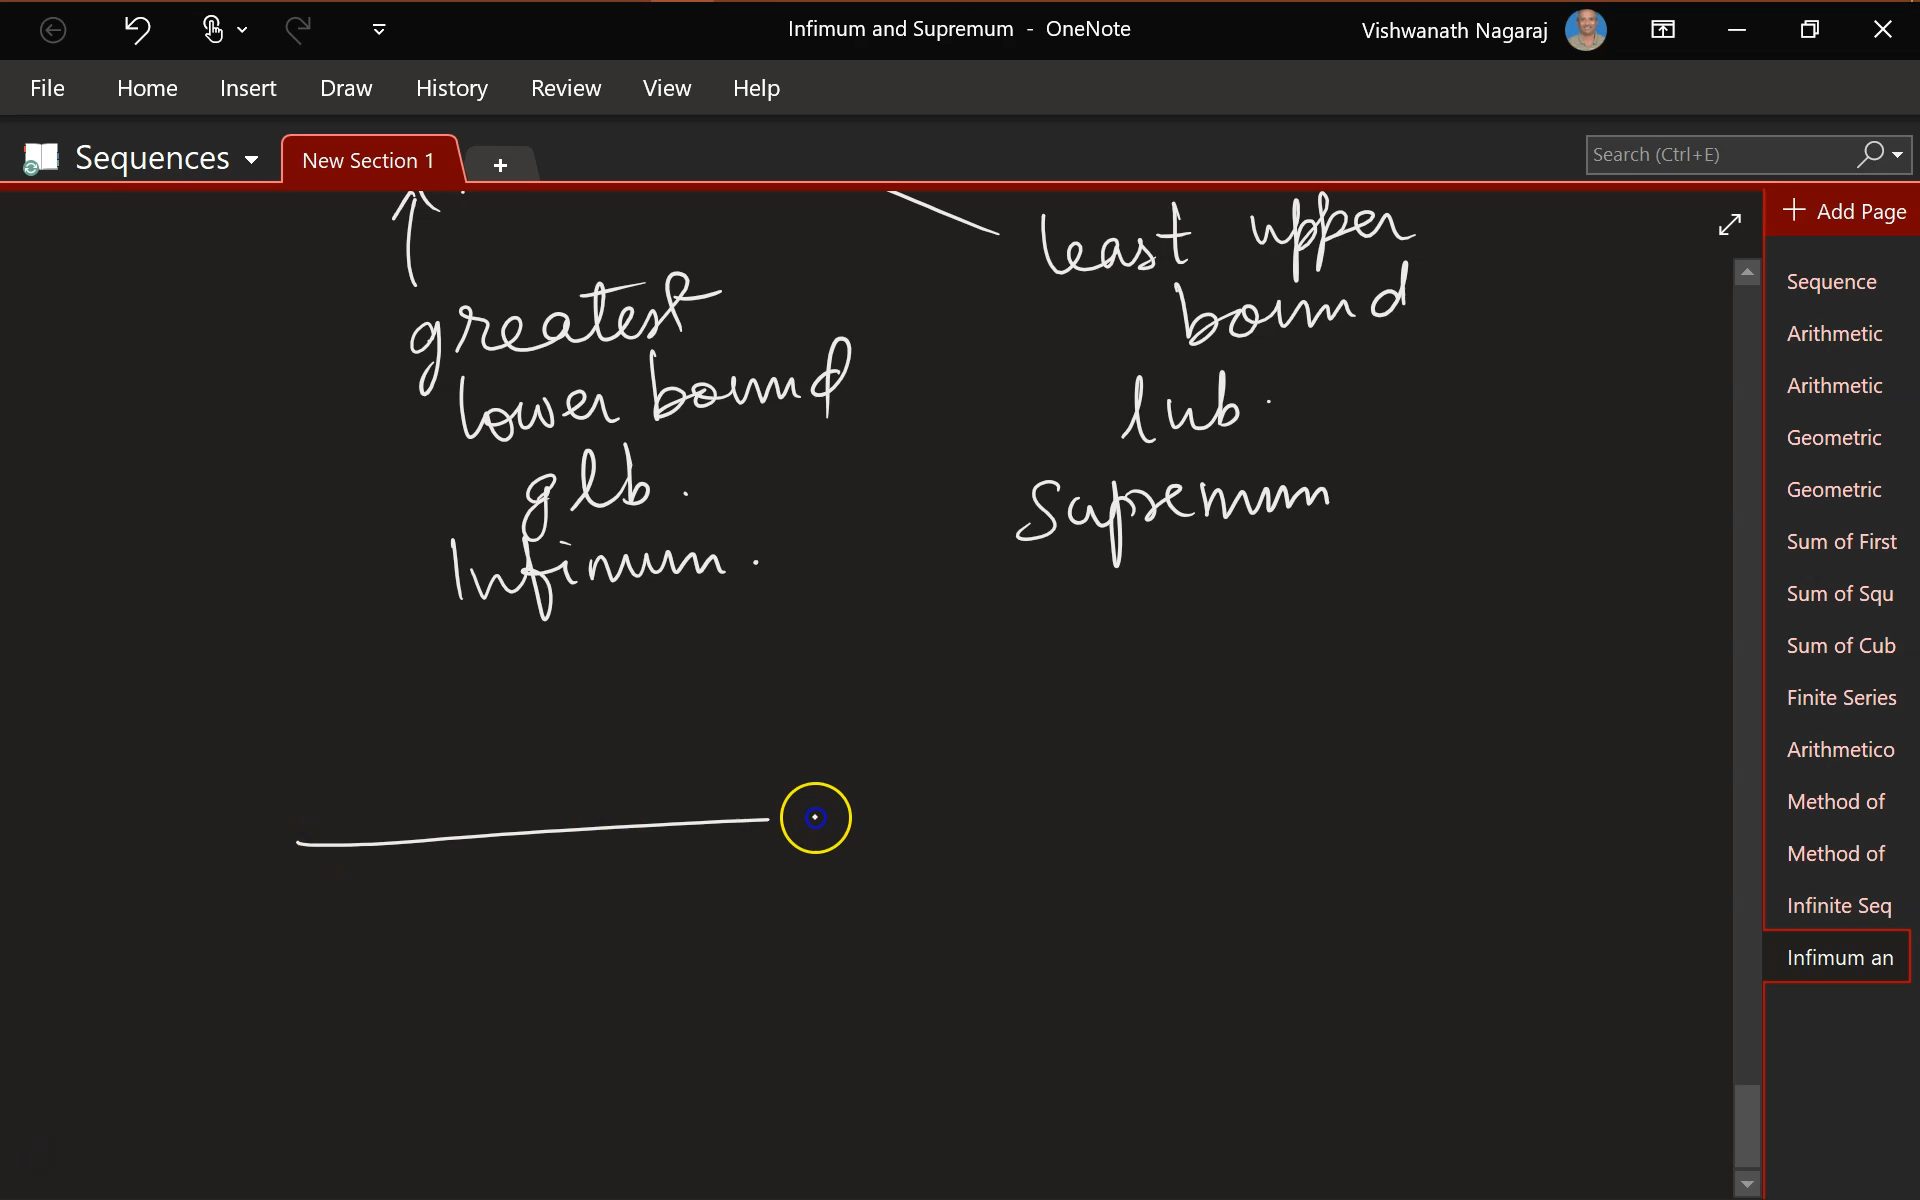 Infimum and Supremum - OneNote
Vishwanath Nagaraj
File Home Insert Draw History Review View Help
Sequences
New Section 1
+
Search (Ctrl+E)
Add Page
Sequence
Arithmetic
Arithmetic
Geometric
Geometric
Sum of First
Sum of Squ
Sum of Cub
Finite Series
Arithmetico
Method of
Method of
Infinite Seq
Infimum an
greatest
lower bound
glb.
Infinum.
least upper
bound
lub.
Supremum